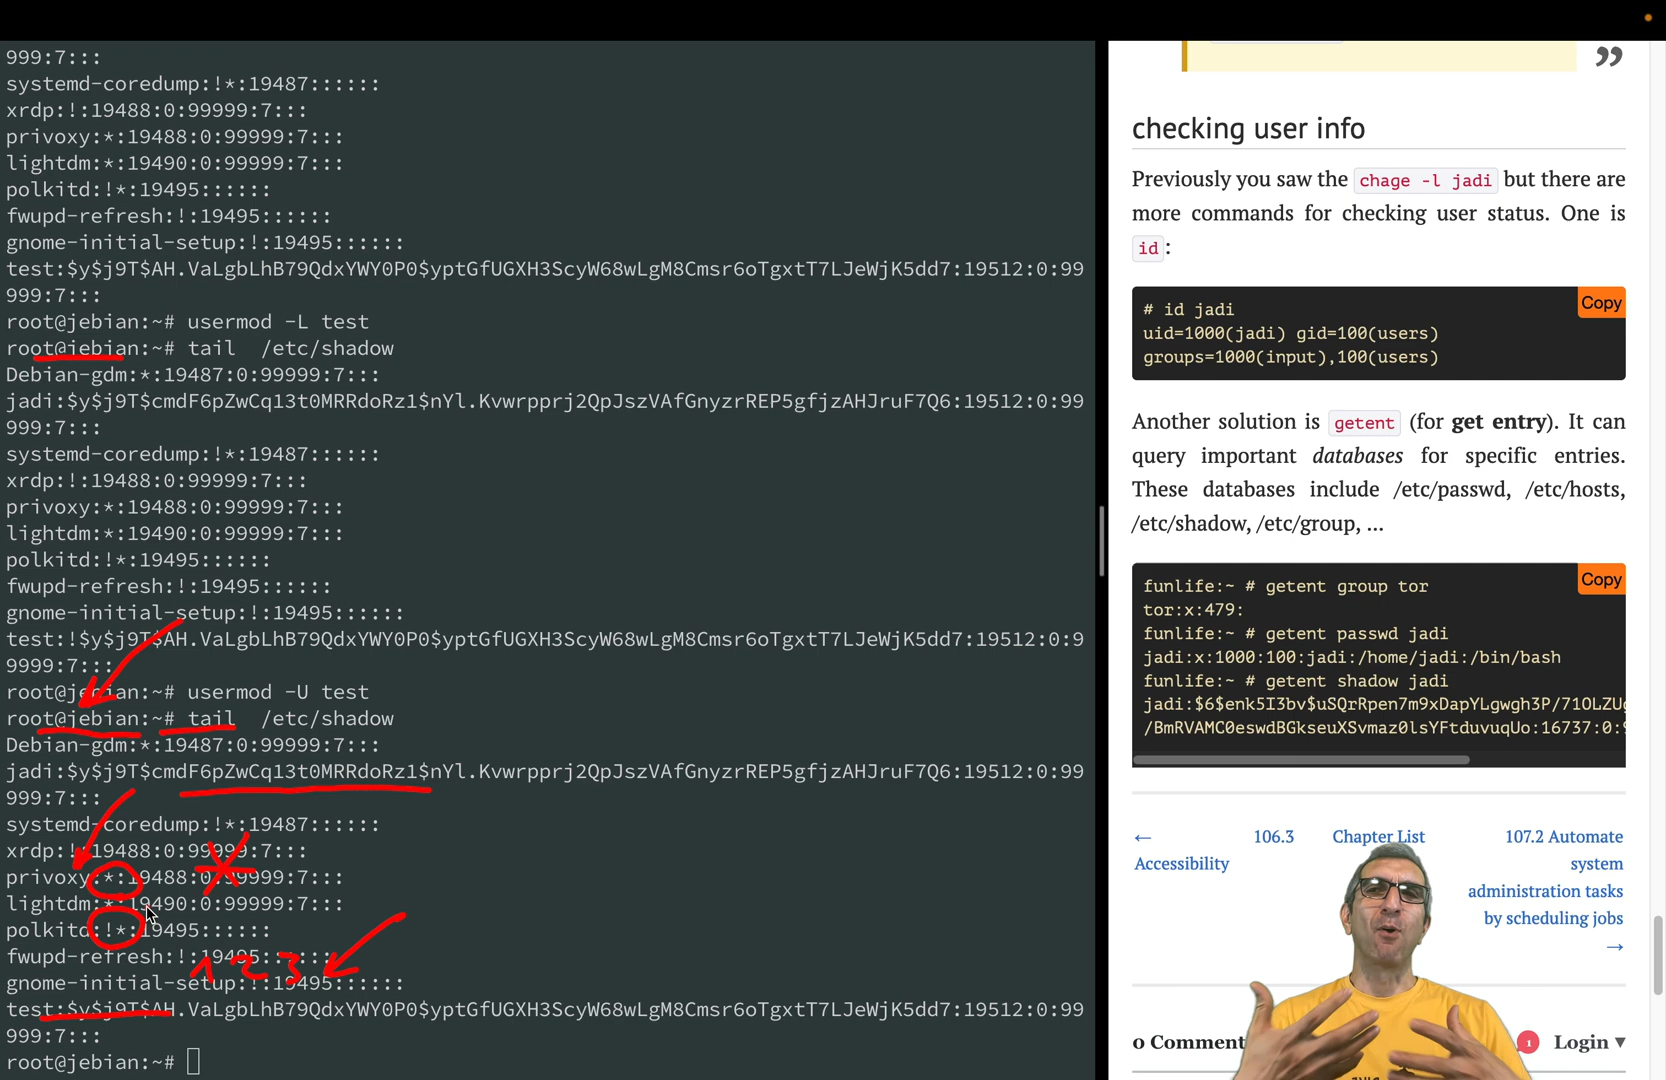 999:7:::
systemd-coredump:!*:19487::::::
xrdp:!:19488:0:99999:7:::
privoxy:*:19488:0:99999:7:::
lightdm:*:19490:0:99999:7:::
polkitd:!*:19495::::::
fwupd-refresh:!:19495::::::
gnome-initial-setup:!:19495::::::
test:$y$j9T$AH.VaLgbLhB79QdxYWY0P0$yptGfUGXH3ScyW68wLgM8Cmsr6oTgxtT7LJeWjK5dd7:19512:0:99
999:7:::
root@jebian:~# usermod -L test
root@jebian:~# tail  /etc/shadow
Debian-gdm:*:19487:0:99999:7:::
jadi:$y$j9T$cmdF6pZwCq13t0MRRdoRz1$nYl.Kvwrpprj2QpJszVAfGnyzrREP5gfjzAHJruF7Q6:19512:0:99
999:7:::
systemd-coredump:!*:19487::::::
xrdp:!:19488:0:99999:7:::
privoxy:*:19488:0:99999:7:::
lightdm:*:19490:0:99999:7:::
polkitd:!*:19495::::::
fwupd-refresh:!:19495::::::
gnome-initial-setup:!:19495::::::
test:!$y$j9T$AH.VaLgbLhB79QdxYWY0P0$yptGfUGXH3ScyW68wLgM8Cmsr6oTgxtT7LJeWjK5dd7:19512:0:9
9999:7:::
root@jebian:~# usermod -U test
root@jebian:~# tail  /etc/shadow
Debian-gdm:*:19487:0:99999:7:::
jadi:$y$j9T$cmdF6pZwCq13t0MRRdoRz1$nYl.Kvwrpprj2QpJszVAfGnyzrREP5gfjzAHJruF7Q6:19512:0:99
999:7:::
systemd-coredump:!*:19487::::::
xrdp:!:19488:0:99999:7:::
privoxy:*:19488:0:99999:7:::
lightdm:*:19490:0:99999:7:::
polkitd:!*:19495::::::
fwupd-refresh:!:19495::::::
123
gnome-initial-setup:!:19495::::::
test:$y$j9T$AH.VaLgbLhB79QdxYWY0P0$yptGfUGXH3ScyW68wLgM8Cmsr6oTgxtT7LJeWjK5dd7:19512:0:99
999:7:::
root@jebian:~#
”
checking user info
Previously you saw the chage -l jadi but there are
more commands for checking user status. One is
id:
Copy
# id jadi
uid=1000(jadi) gid=100(users)
groups=1000(input),100(users)
Another solution is getent (for get entry). It can
query important databases for specific entries.
These databases include /etc/passwd, /etc/hosts,
/etc/shadow, /etc/group, ...
Copy
funlife:~ # getent group tor
tor:x:479:
funlife:~ # getent passwd jadi
jadi:x:1000:100:jadi:/home/jadi:/bin/bash
funlife:~ # getent shadow jadi
jadi:$6$enk5I3bv$uSQrRpen7m9xDapYLgwgh3P/71OLZU
/BmRVAMC0eswdBGkseuXSvmaz0lsYFtduvuqUo:16737:0:
← 106.3
Accessibility
Chapter List
107.2 Automate
system
administration tasks
by scheduling jobs
→
0 Comment
1
Login ▼